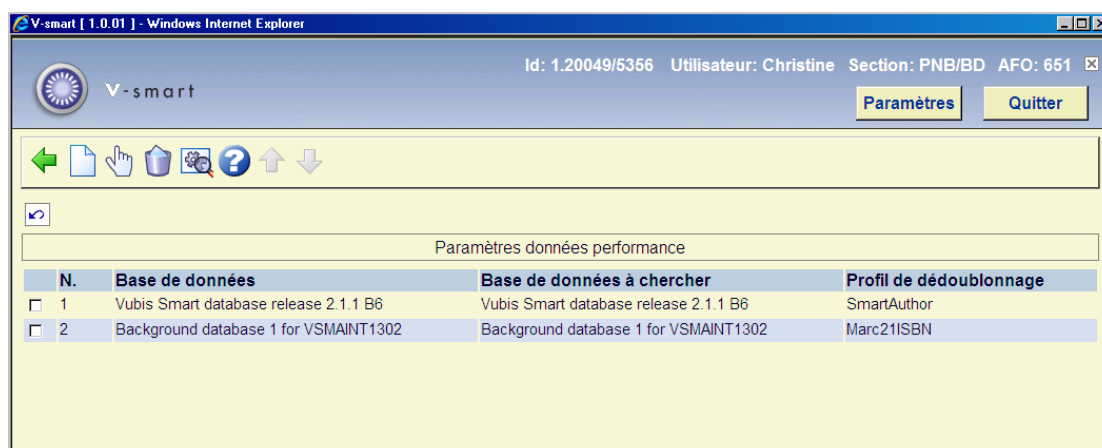 V-smart [ 1.0.01 ] - Windows Internet Explorer
Id: 1.20049/5356 Utilisateur: Christine Section: PNB/BD AFO: 651
V-smart
Paramètres Quitter
Paramètres données performance
N. Base de données Base de données à chercher Profil de dédoublonnage
1 Vubis Smart database release 2.1.1 B6 Vubis Smart database release 2.1.1 B6 SmartAuthor
2 Background database 1 for VSMAINT1302 Background database 1 for VSMAINT1302 Marc21ISBN